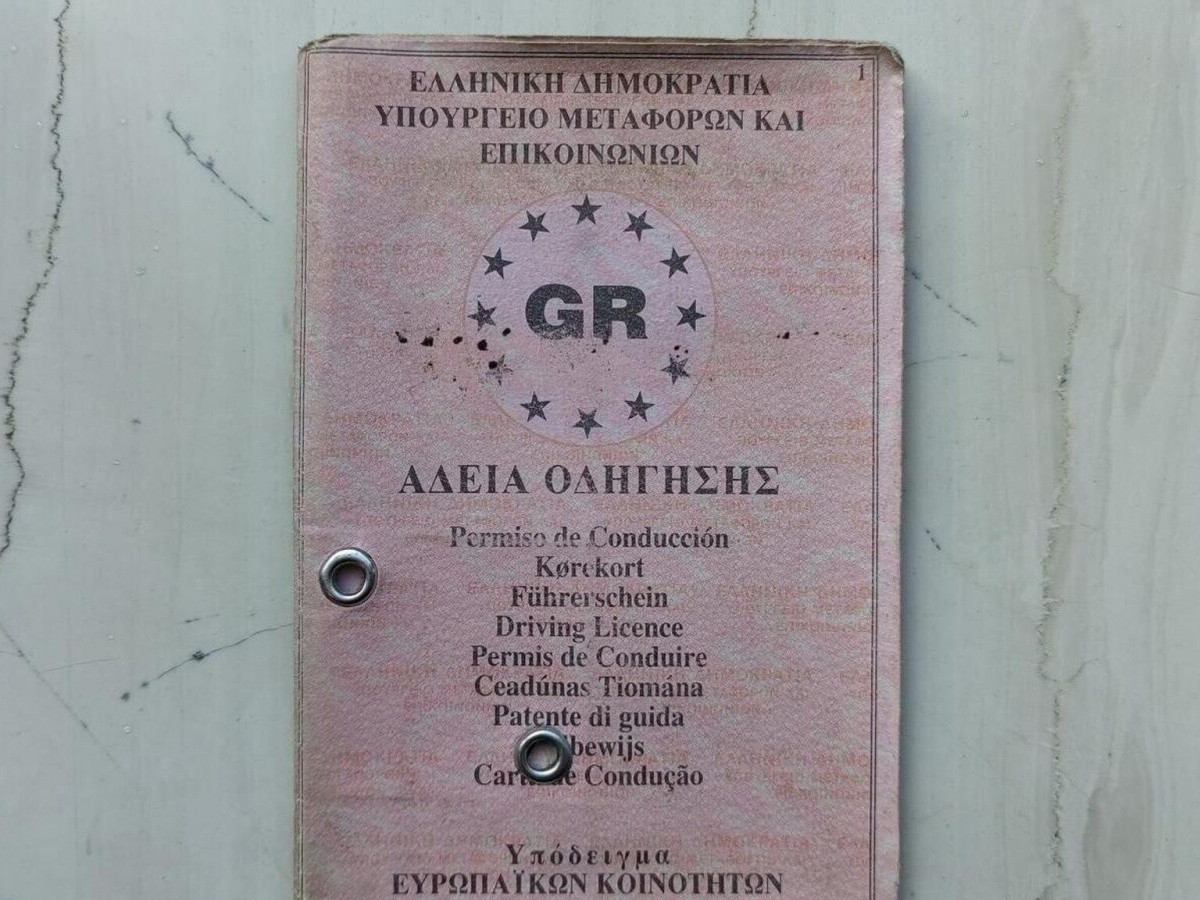 1
ΕΛΛΗΝΙΚΗ ΔΗΜΟΚΡΑΤΙΑ
ΥΠΟΥΡΓΕΙΟ ΜΕΤΑΦΟΡΩΝ ΚΑΙ
ΕΠΙΚΟΙΝΩΝΙΩΝ
GR
ΑΔΕΙΑ ΟΔΗΓΗΣΗΣ
Permiso de Conducción
Kørekort
Führerschein
Driving Licence
Permis de Conduire
Ceadúnas Tiomána
Patente di guida
de Condução
Υπόδειγμα
ΕΥΡΩΠΑΪΚΩΝ ΚΟΙΝΟΤΗΤΩΝ